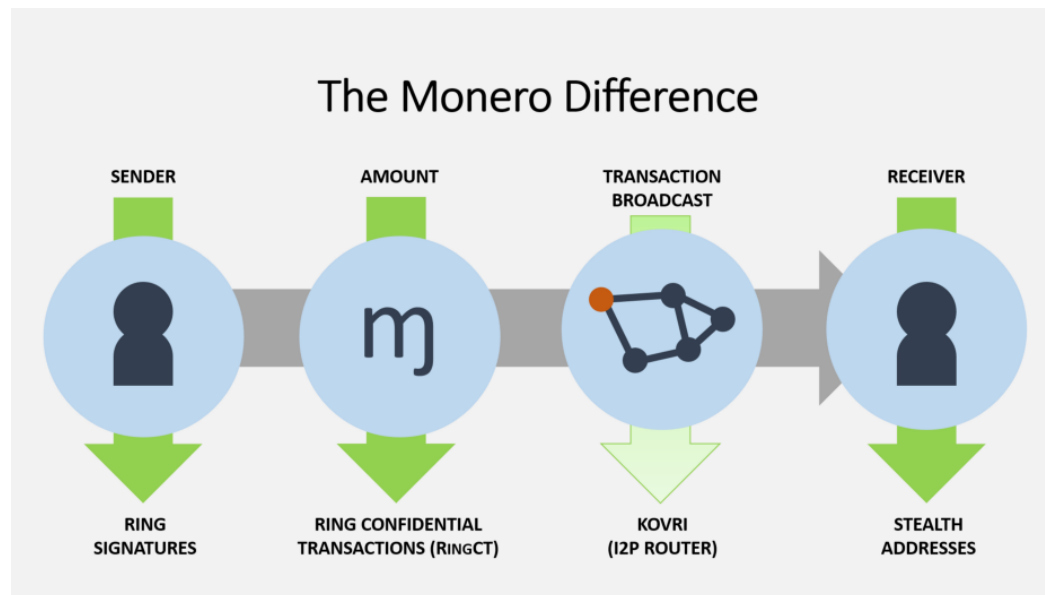 The Monero Difference
SENDER
AMOUNT
TRANSACTION
BROADCAST
RECEIVER
ɱ
RING
SIGNATURES
RING CONFIDENTIAL
TRANSACTIONS (RINGCT)
KOVRI
(I2P ROUTER)
STEALTH
ADDRESSES